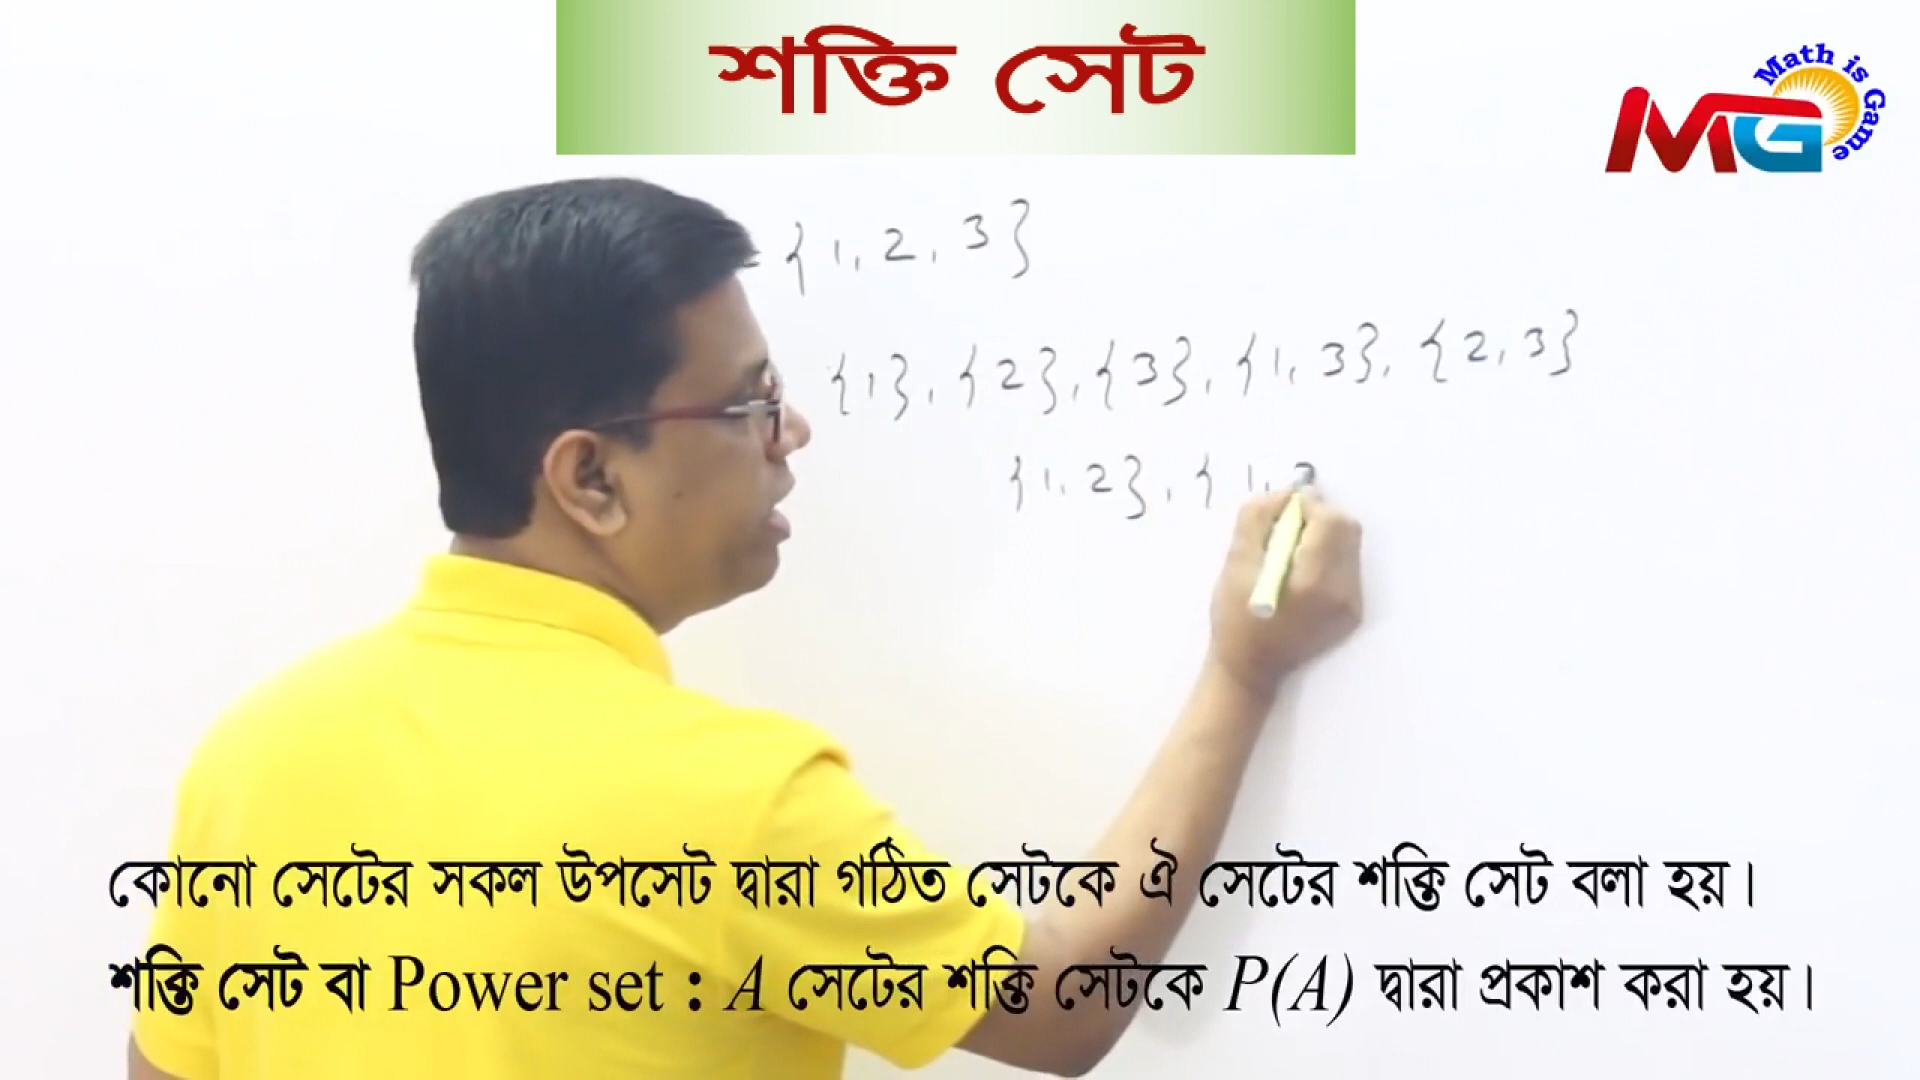 শক্তি সেট
Math is Game
MG
= {1, 2, 3}
{1}, {2}, {3}, {1, 3}, {2, 3}
{1, 2}, {1, 2
কোনো সেটের সকল উপসেট দ্বারা গঠিত সেটকে ঐ সেটের শক্তি সেট বলা হয়।
শক্তি সেট বা Power set : A সেটের শক্তি সেটকে P(A) দ্বারা প্রকাশ করা হয়।